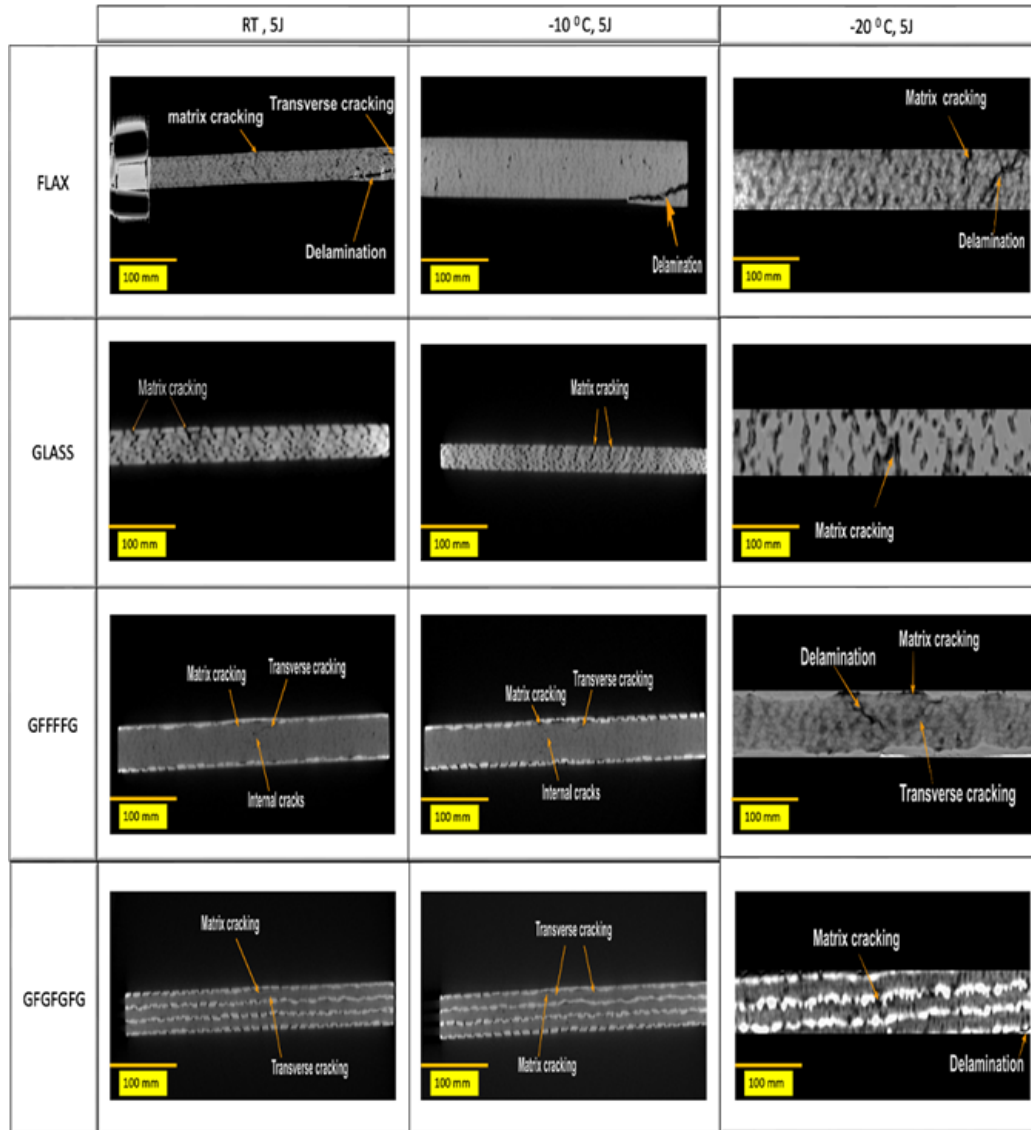 RT , 5J
-10 ⁰ C, 5J
-20 ⁰ C, 5J
FLAX
matrix cracking
Transverse cracking
Delamination
100 mm
Delamination
100 mm
Matrix cracking
Delamination
100 mm
GLASS
Matrix cracking
100 mm
Matrix cracking
100 mm
Matrix cracking
100 mm
GFFFFG
Matrix cracking
Transverse cracking
Internal cracks
100 mm
Matrix cracking
Transverse cracking
Internal cracks
100 mm
Delamination
Matrix cracking
Transverse cracking
100 mm
GFGFGFG
Matrix cracking
Transverse cracking
100 mm
Transverse cracking
Matrix cracking
100 mm
Matrix cracking
Delamination
100 mm